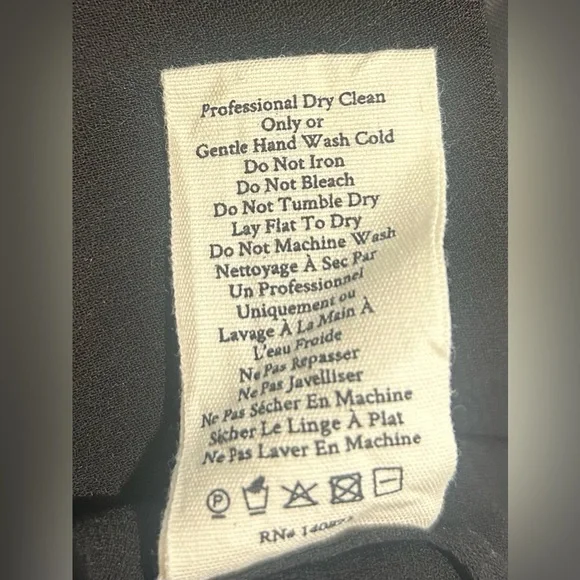 Professional Dry Clean
Only or
Gentle Hand Wash Cold
Do Not Iron
Do Not Bleach
Do Not Tumble Dry
Lay Flat To Dry
Do Not Machine Wash
Nettoyage À Sec Par
Un Professionnel
Uniquement ou
Lavage À La Main À
L'eau Froide
Ne Pas Repasser
Ne Pas Javelliser
Ne Pas Sécher En Machine
Sécher Le Linge À Plat
Ne Pas Laver En Machine
P
RN#